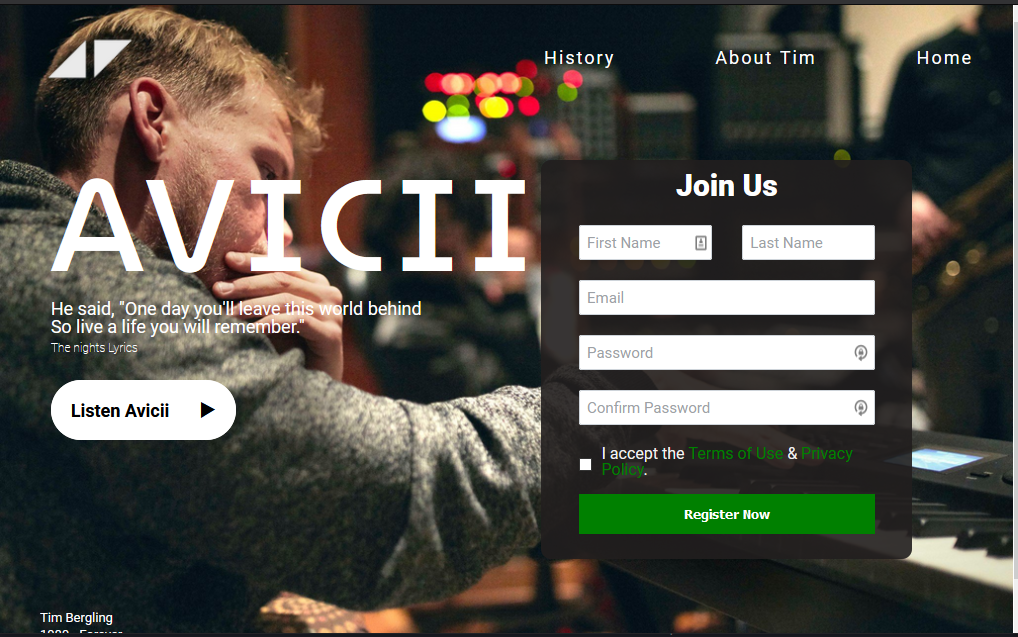 History About Tim Home
AVICII
He said, "One day you'll leave this world behind
So live a life you will remember."
The nights Lyrics
Listen Avicii
Join Us
First Name Last Name
Email
Password
Confirm Password
I accept the Terms of Use & Privacy
Policy.
Register Now
Tim Bergling